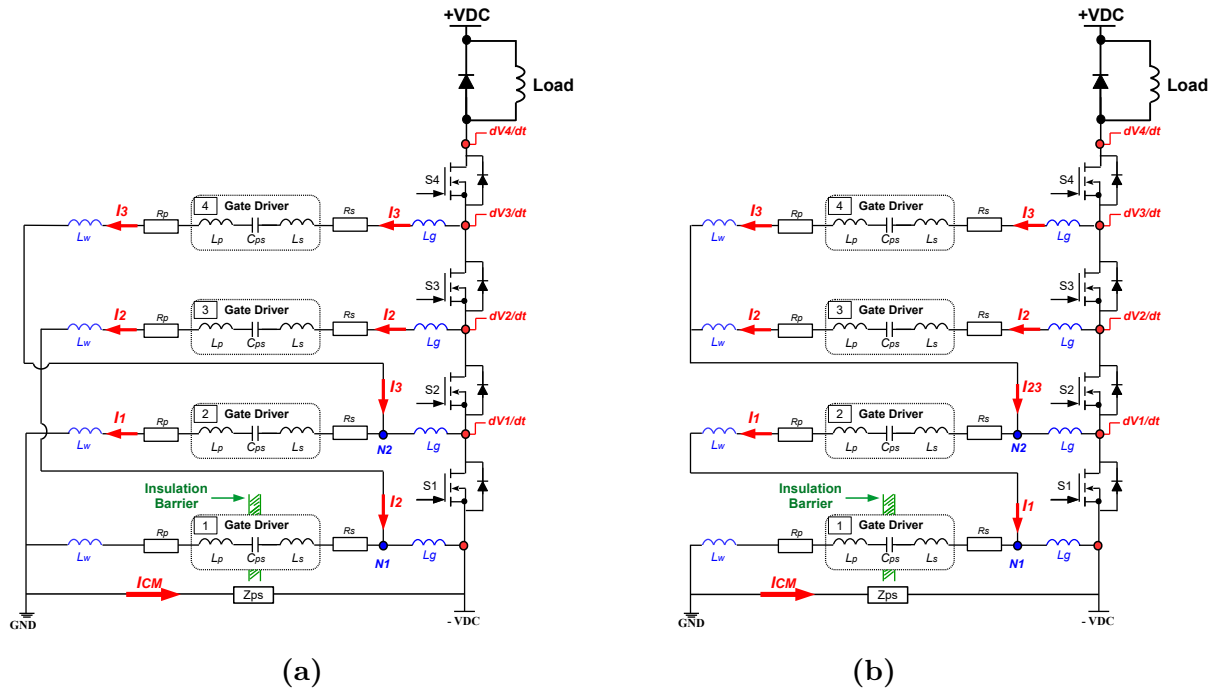 +VDC
Load
dV4/dt
S4
4 Gate Driver
I3
Rp
Rs
I3
dV3/dt
Lw
Lp
Cps
Ls
Lg
S3
3 Gate Driver
I2
Rp
Rs
I2
dV2/dt
Lw
Lp
Cps
Ls
Lg
I3
S2
2 Gate Driver
I1
Rp
Rs
dV1/dt
Lw
Lp
Cps
Ls
N2
Lg
Insulation
Barrier
I2
S1
1 Gate Driver
Rp
Rs
Lw
Lp
Cps
Ls
N1
Lg
ICM
Zps
GND
- VDC
(a)
+VDC
Load
dV4/dt
S4
4 Gate Driver
I3
Rp
Rs
I3
dV3/dt
Lw
Lp
Cps
Ls
Lg
S3
3 Gate Driver
I2
Rp
Rs
I2
dV2/dt
Lw
Lp
Cps
Ls
Lg
I23
S2
2 Gate Driver
I1
Rp
Rs
dV1/dt
Lw
Lp
Cps
Ls
N2
Lg
Insulation
Barrier
I1
S1
1 Gate Driver
Rp
Rs
Lw
Lp
Cps
Ls
N1
Lg
ICM
Zps
GND
- VDC
(b)